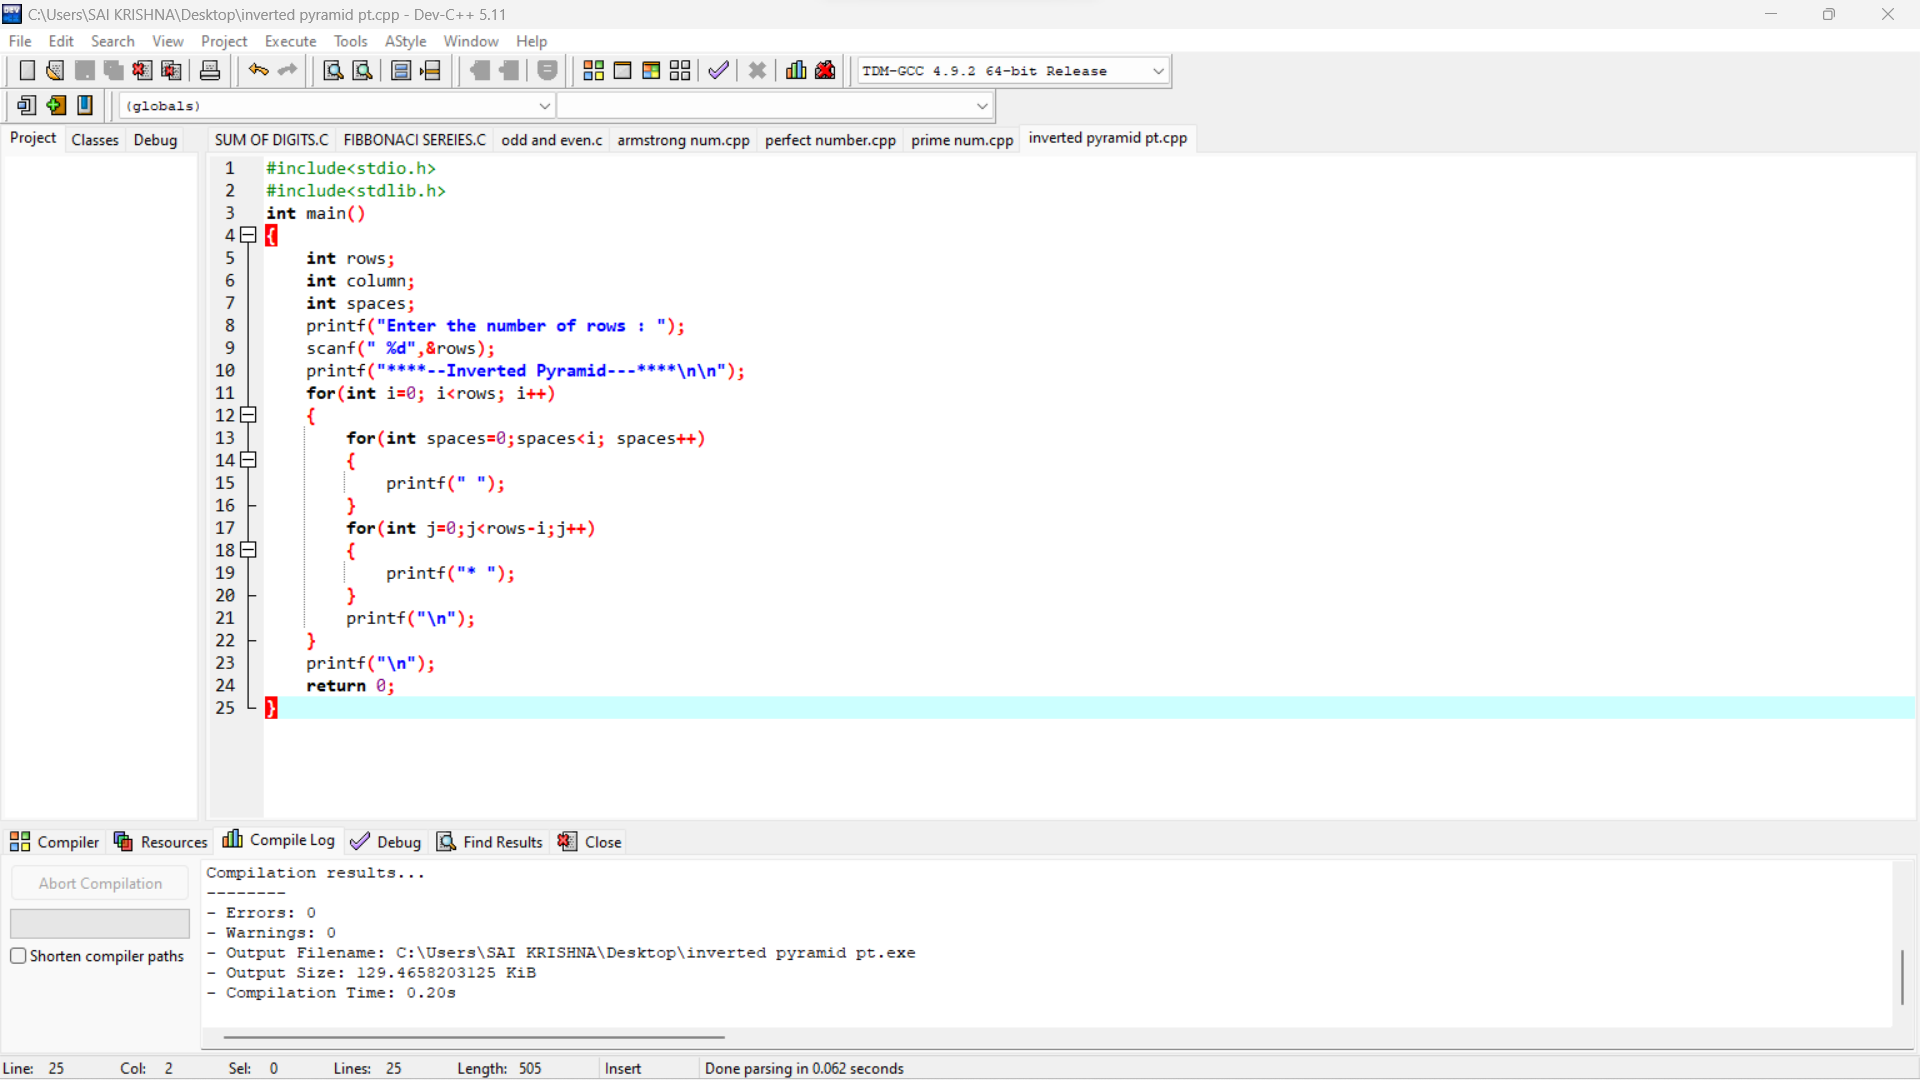 C:\Users\SAI KRISHNA\Desktop\inverted pyramid pt.cpp - Dev-C++ 5.11
File Edit Search View Project Execute Tools AStyle Window Help
TDM-GCC 4.9.2 64-bit Release
(globals)
Project Classes Debug SUM OF DIGITS.C FIBBONACI SEREIES.C odd and even.c armstrong num.cpp perfect number.cpp prime num.cpp inverted pyramid pt.cpp
1 #include<stdio.h>
2 #include<stdlib.h>
3 int main()
4 {
5 int rows;
6 int column;
7 int spaces;
8 printf("Enter the number of rows : ");
9 scanf(" %d",&rows);
10 printf("****--Inverted Pyramid---****\n\n");
11 for(int i=0; i<rows; i++)
12 {
13 for(int spaces=0;spaces<i; spaces++)
14 {
15 printf(" ");
16 }
17 for(int j=0;j<rows-i;j++)
18 {
19 printf("* ");
20 }
21 printf("\n");
22 }
23 printf("\n");
24 return 0;
25 }
Compiler Resources Compile Log Debug Find Results Close
Abort Compilation
Shorten compiler paths
Compilation results...
--------
- Errors: 0
- Warnings: 0
- Output Filename: C:\Users\SAI KRISHNA\Desktop\inverted pyramid pt.exe
- Output Size: 129.4658203125 KiB
- Compilation Time: 0.20s
Line: 25 Col: 2 Sel: 0 Lines: 25 Length: 505 Insert Done parsing in 0.062 seconds